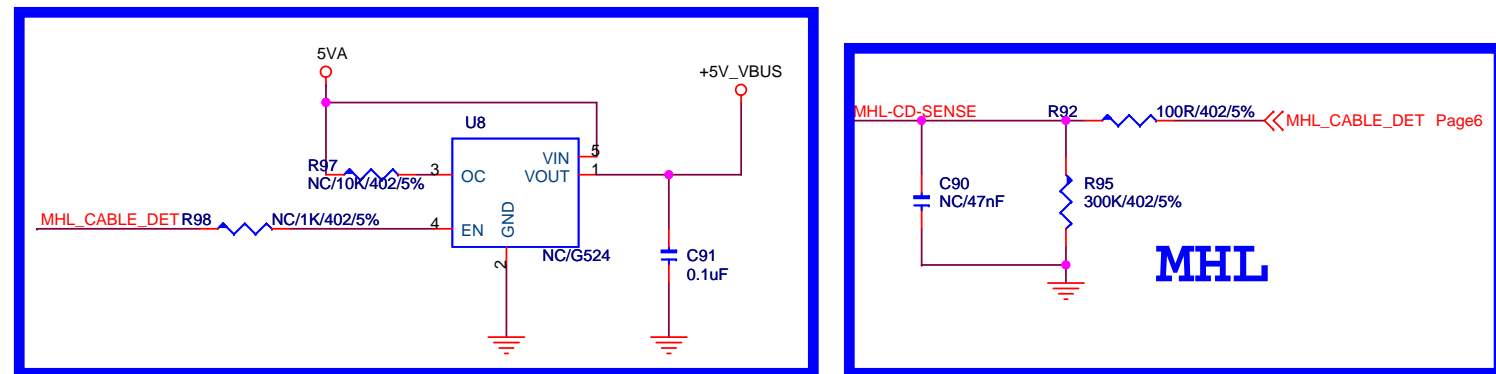 5VA
+5V_VBUS
U8
R97
NC/10K/402/5%
3
OC
VIN
5
VOUT
1
MHL_CABLE_DET
R98
NC/1K/402/5%
4
EN
GND
2
NC/G524
C91
0.1uF
MHL-CD-SENSE
R92
100R/402/5%
MHL_CABLE_DET Page6
C90
NC/47nF
R95
300K/402/5%
MHL